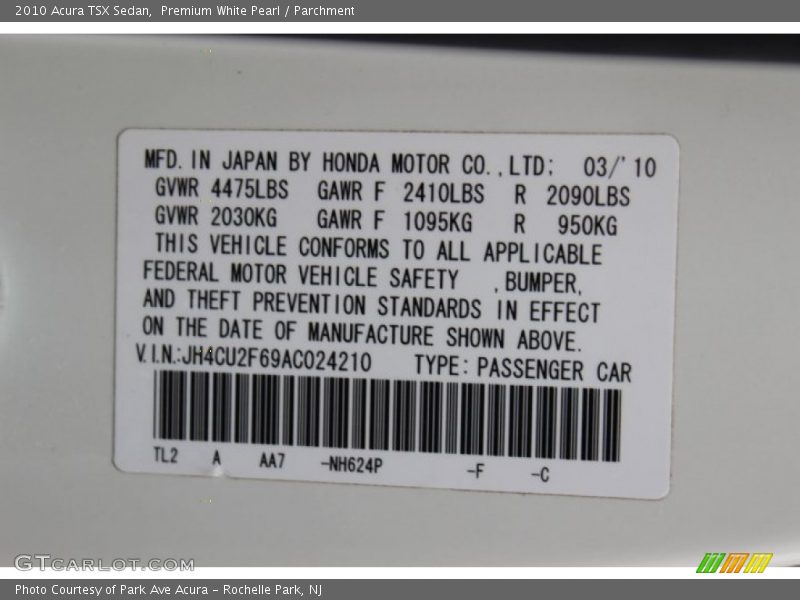 2010 Acura TSX Sedan,  Premium White Pearl / Parchment
MFD. IN JAPAN BY HONDA MOTOR CO.,LTD; 03/'10
GVWR 4475LBS GAWR F 2410LBS R 2090LBS
GVWR 2030KG GAWR F 1095KG R 950KG
THIS VEHICLE CONFORMS TO ALL APPLICABLE
FEDERAL MOTOR VEHICLE SAFETY ,BUMPER,
AND THEFT PREVENTION STANDARDS IN EFFECT
ON THE DATE OF MANUFACTURE SHOWN ABOVE.
V.I.N.:JH4CU2F69AC024210 TYPE: PASSENGER CAR
TL2 A AA7 -NH624P -F -C
GTCARLOT.COM
Photo Courtesy of Park Ave Acura - Rochelle Park, NJ